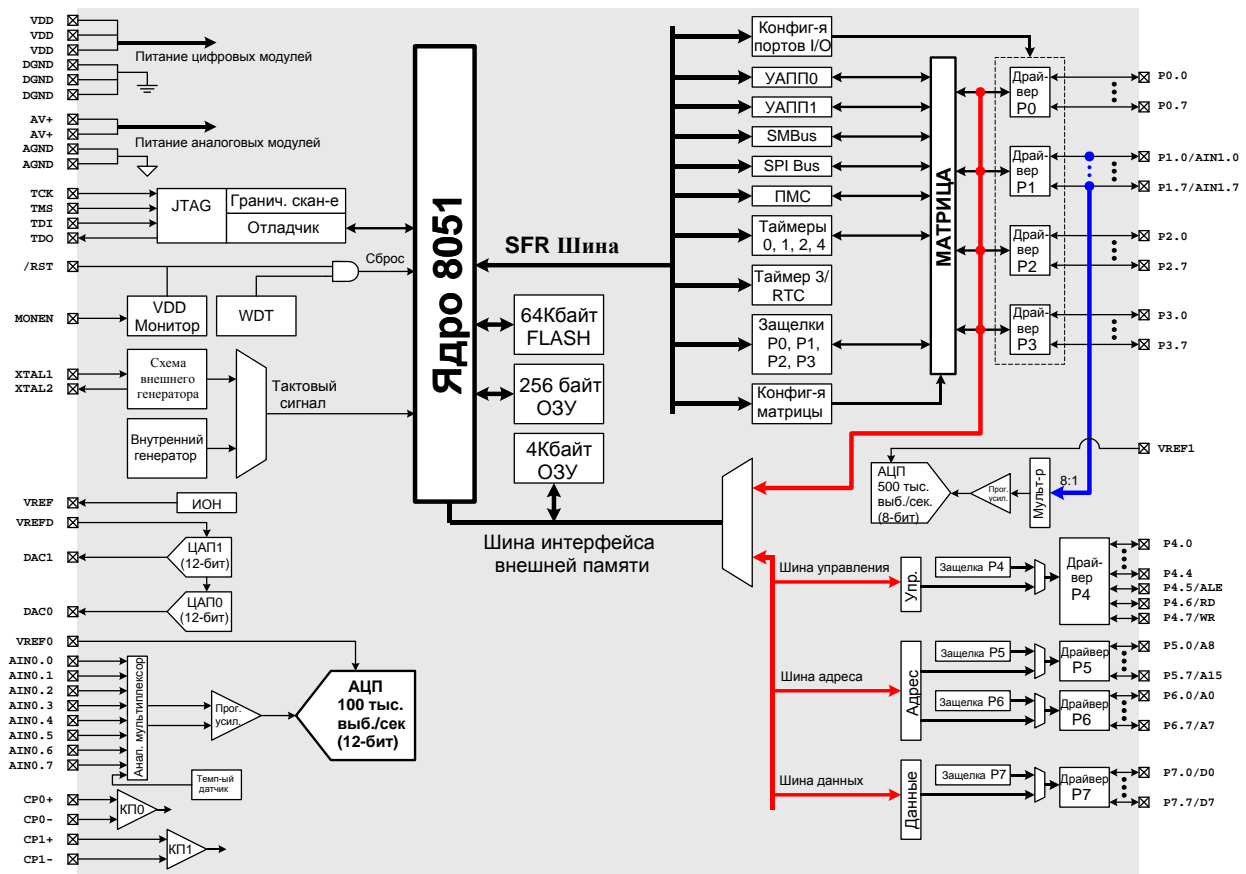 VDD
VDD
VDD
DGND
DGND
DGND
Питание цифровых модулей
AV+
AV+
AGND
AGND
Питание аналоговых модулей
TCK
TMS
TDI
TDO
JTAG
Гранич. скан-е
Отладчик
/RST
Сброс
MONEN
VDD
Монитор
WDT
XTAL1
XTAL2
Схема
внешнего
генератора
Внутренний
генератор
Тактовый
сигнал
VREF
ИОН
VREFD
DAC1
ЦАП1
(12-бит)
DAC0
ЦАП0
(12-бит)
VREF0
AIN0.0
AIN0.1
AIN0.2
AIN0.3
AIN0.4
AIN0.5
AIN0.6
AIN0.7
Анал. мультиплексор
Прог.
усил.
АЦП
100 тыс.
выб./сек
(12-бит)
Темп-ый
датчик
CP0+
CP0-
КП0
CP1+
CP1-
КП1
Ядро 8051
SFR Шина
64Кбайт
FLASH
256 байт
ОЗУ
4Кбайт
ОЗУ
Шина интерфейса
внешней памяти
Конфиг-я
портов I/O
УАПП0
УАПП1
SMBus
SPI Bus
ПМС
Таймеры
0, 1, 2, 4
Таймер 3/
RTC
Защелки
P0, P1,
P2, P3
Конфиг-я
матрицы
МАТРИЦА
Драй-
вер
P0
Драй-
вер
P1
Драй-
вер
P2
Драй-
вер
P3
P0.0
P0.7
P1.0/AIN1.0
P1.7/AIN1.7
P2.0
P2.7
P3.0
P3.7
VREF1
АЦП
500 тыс.
выб./сек.
(8-бит)
Прог.
усил.
Мульт-р
8:1
Шина управления
Упр.
Защелка P4
Драй-
вер
P4
P4.0
P4.4
P4.5/ALE
P4.6/RD
P4.7/WR
Шина адреса
Адрес
Защелка P5
Драйвер
P5
P5.0/A8
P5.7/A15
Защелка P6
Драйвер
P6
P6.0/A0
P6.7/A7
Шина данных
Данные
Защелка P7
Драйвер
P7
P7.0/D0
P7.7/D7